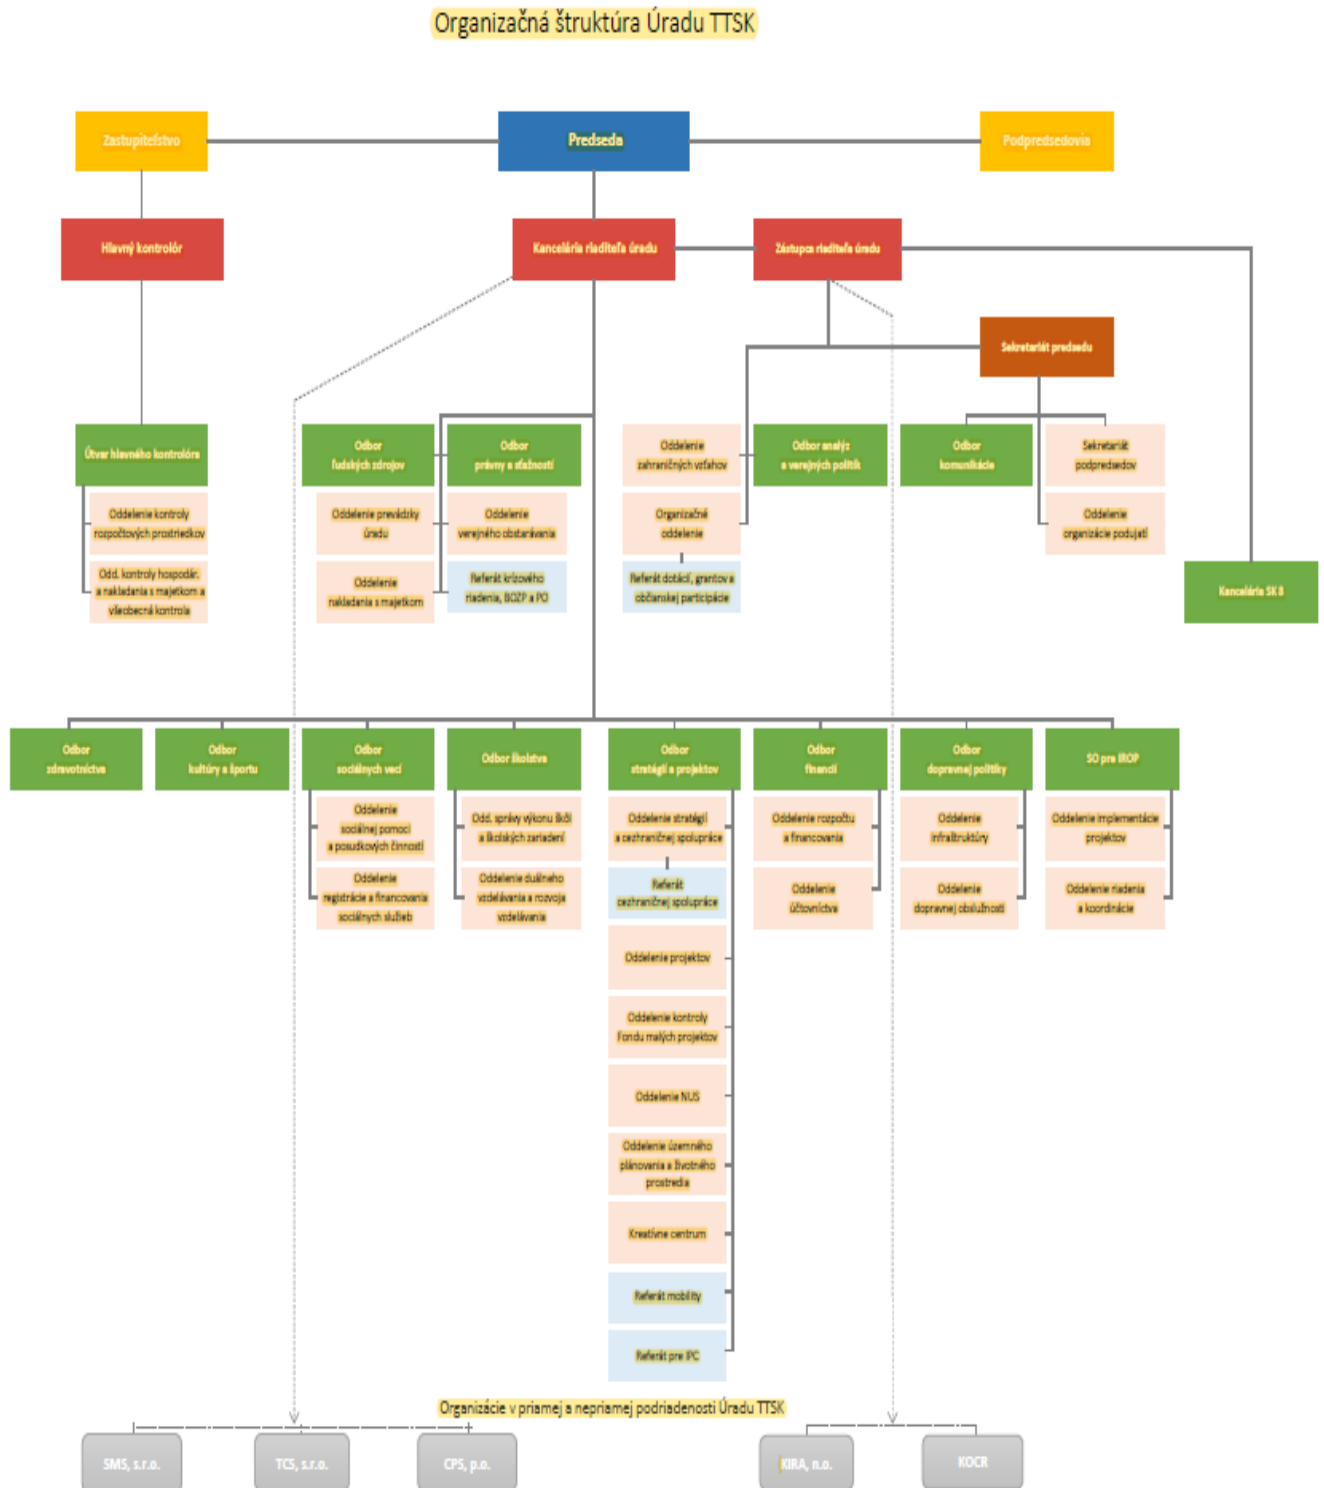 Organizačná štruktúra Úradu TTSK
Zastupiteľstvo
Predseda
Podpredsedovia
Hlavný kontrolór
Kancelária riaditeľa úradu
Zástupca riaditeľa úradu
Sekretariát predsedu
Útvar hlavného kontrolóra
Odbor
ľudských zdrojov
Odbor
právny a sťažností
Oddelenie
zahraničných vzťahov
Odbor analýz
a verejných politík
Odbor
komunikácie
Sekretariát
podpredsedov
Oddelenie kontroly
rozpočtových prostriedkov
Oddelenie prevádzky
úradu
Oddelenie
verejného obstarávania
Organizačné
oddelenie
Oddelenie
organizácie podujatí
Odd. kontroly hospodár.
a nakladania s majetkom a
všeobecná kontrola
Oddelenie
nakladania s majetkom
Referát krízového
riadenia, BOZP a PO
Referát dotácií, grantov a
občianskej participácie
Kancelária SK 8
Odbor
zdravotníctva
Odbor
kultúry a športu
Odbor
sociálnych vecí
Odbor školstva
Odbor
stratégií a projektov
Odbor
financií
Odbor
dopravnej politiky
SO pre IROP
Oddelenie
sociálnej pomoci
a posudkových činností
Odd. správy výkonu škôl
a školských zariadení
Oddelenie stratégií
a cezhraničnej spolupráce
Oddelenie rozpočtu
a financovania
Oddelenie
infraštruktúry
Oddelenie implementácie
projektov
Oddelenie
registrácie a financovania
sociálnych služieb
Oddelenie duálneho
vzdelávania a rozvoja
vzdelávania
Referát
cezhraničnej spolupráce
Oddelenie
účtovníctva
Oddelenie
dopravnej obslužnosti
Oddelenie riadenia
a koordinácie
Oddelenie projektov
Oddelenie kontroly
Fondu malých projektov
Oddelenie NUS
Oddelenie územného
plánovania a životného
prostredia
Kreatívne centrum
Referát mobility
Referát pre IPC
Organizácie v priamej a nepriamej podriadenosti Úradu TTSK
SMS, s.r.o.
TCS, s.r.o.
CPS, p.o.
KIRA, n.o.
KOCR